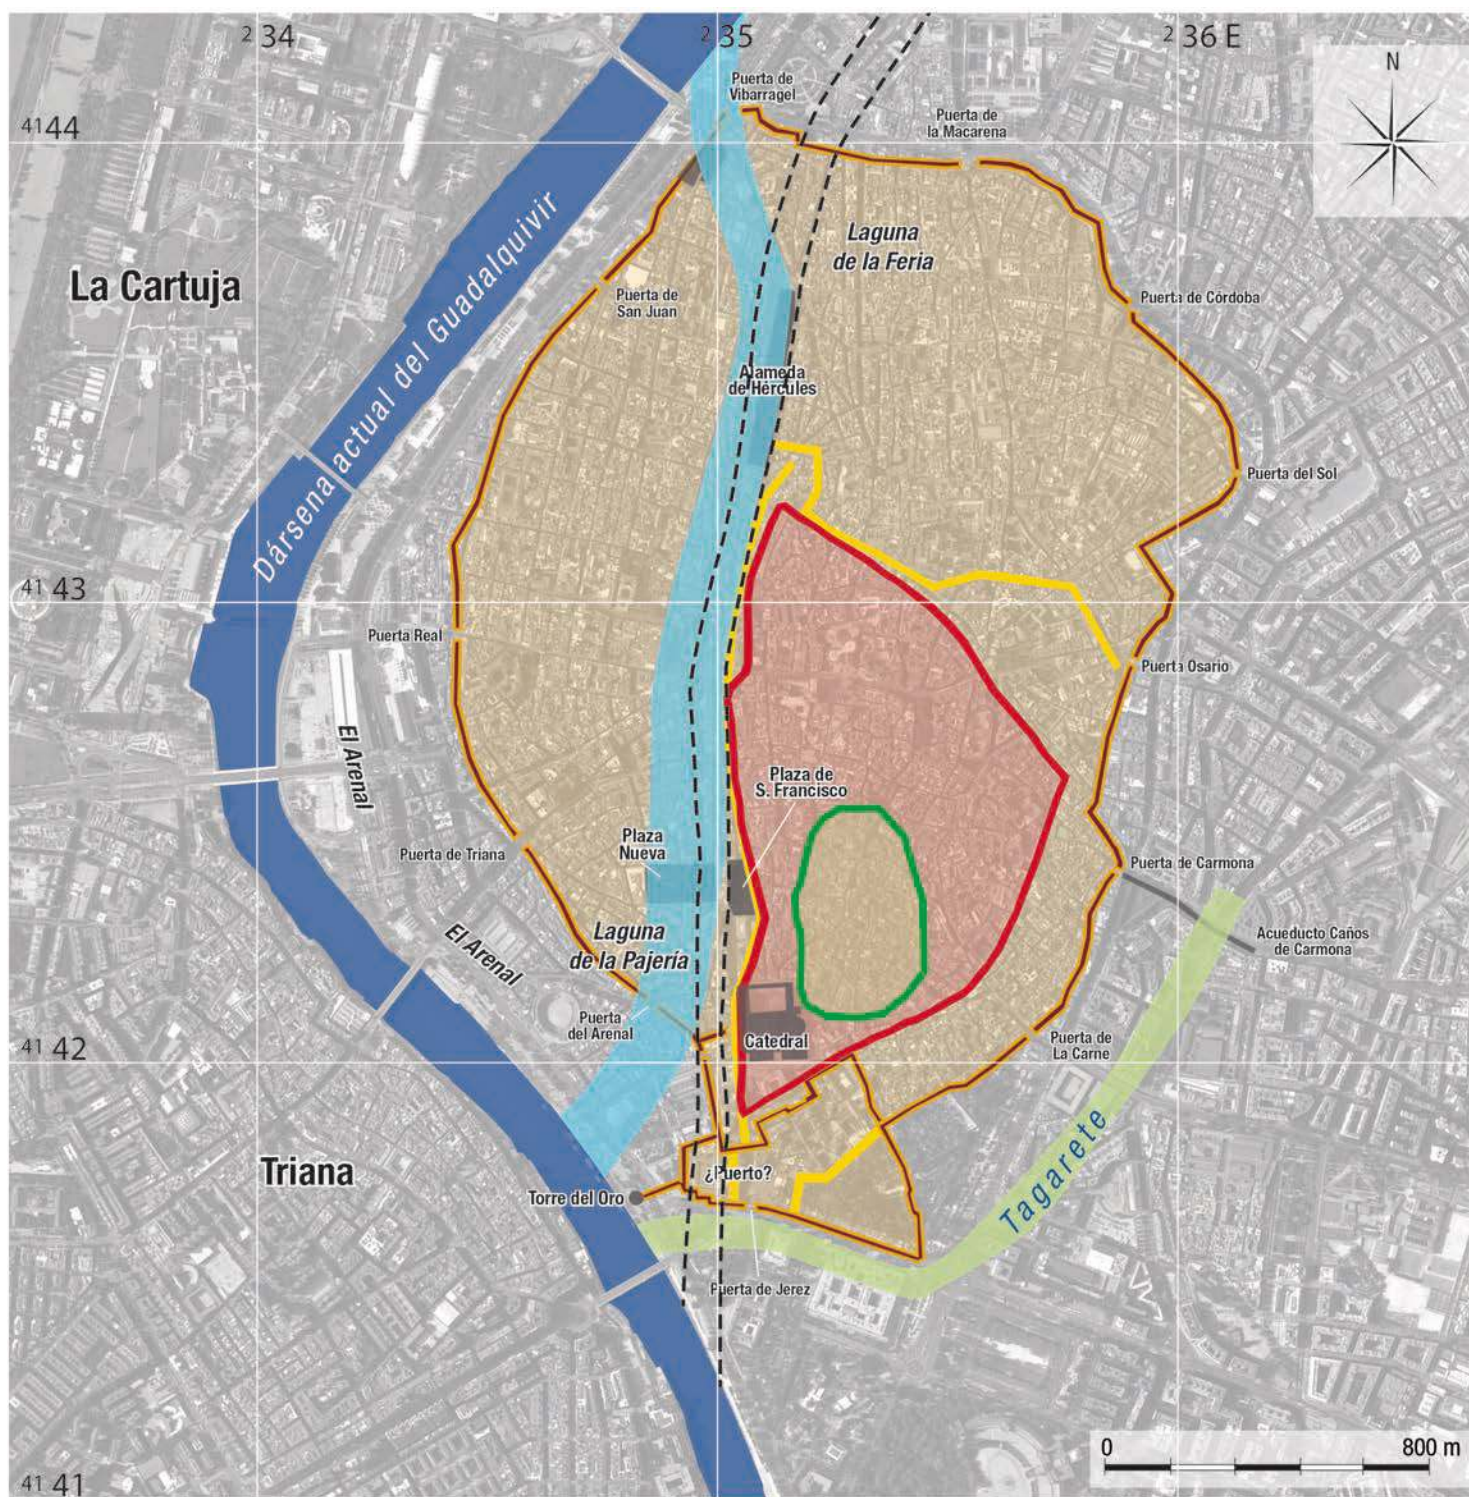 2 34
2 35
2 36 E
N
Puerta de
Vibarragel
Puerta de
la Macarena
41 44
Laguna
de la Feria
La Cartuja
Puerta de
San Juan
Puerta de Córdoba
Dársena actual del Guadalquivir
Alameda
de Hércules
Puerta del Sol
41 43
Puerta Real
Puerta Osario
El Arenal
Plaza de
S. Francisco
Plaza
Nueva
Puerta de Triana
Puerta de Carmona
Laguna
de la Pajería
El Arenal
Acueducto Caños
de Carmona
Puerta
del Arenal
Catedral
Puerta de
La Carne
41 42
Triana
¿Puerto?
Torre del Oro
Tagarete
Puerta de Jerez
0 800 m
41 41